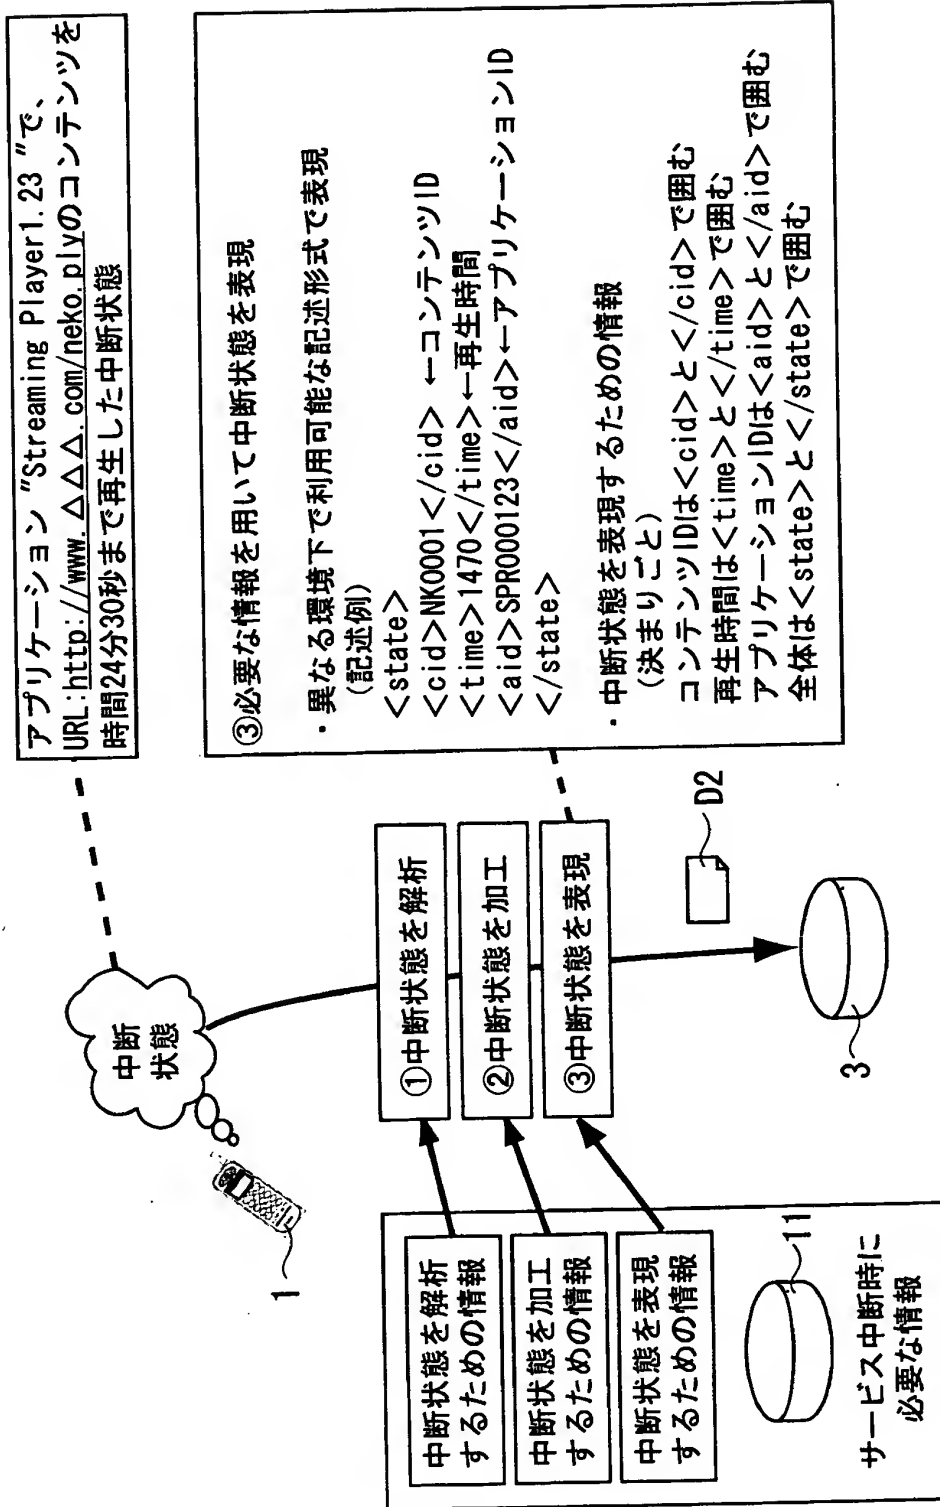 アプリケーション "Streaming Player1.23 "で、
URL:http://www.△△△.com/neko.plyのコンテンツを
時間24分30秒まで再生した中断状態
中断
状態
1
③必要な情報を用いて中断状態を表現
・異なる環境下で利用可能な記述形式で表現
(記述例)
<state>
<cid>NK0001</cid> ←コンテンツID
<time>1470</time>←再生時間
<aid>SPR000123</aid>←アプリケーションID
</state>
・中断状態を表現するための情報
(決まりごと)
コンテンツIDは<cid>と</cid>で囲む
再生時間は<time>と</time>で囲む
アプリケーションIDは<aid>と</aid>で囲む
全体は<state>と</state>で囲む
①中断状態を解析
②中断状態を加工
③中断状態を表現
D2
3
中断状態を解析
するための情報
中断状態を加工
するための情報
中断状態を表現
するための情報
11
サービス中断時に
必要な情報